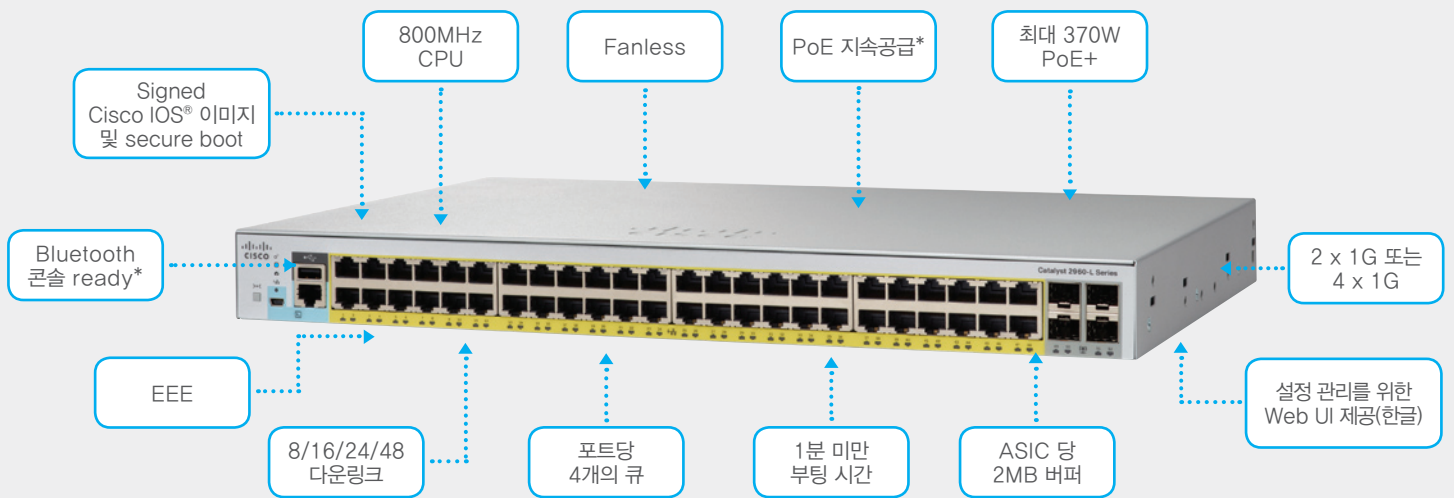 800MHz
CPU
Fanless
PoE 지속공급*
최대 370W
PoE+
Signed
Cisco IOS® 이미지
및 secure boot
Bluetooth
콘솔 ready*
CISCO
Catalyst 2960-L Series
2 x 1G 또는
4 x 1G
EEE
설정 관리를 위한
Web UI 제공(한글)
8/16/24/48
다운링크
포트당
4개의 큐
1분 미만
부팅 시간
ASIC 당
2MB 버퍼